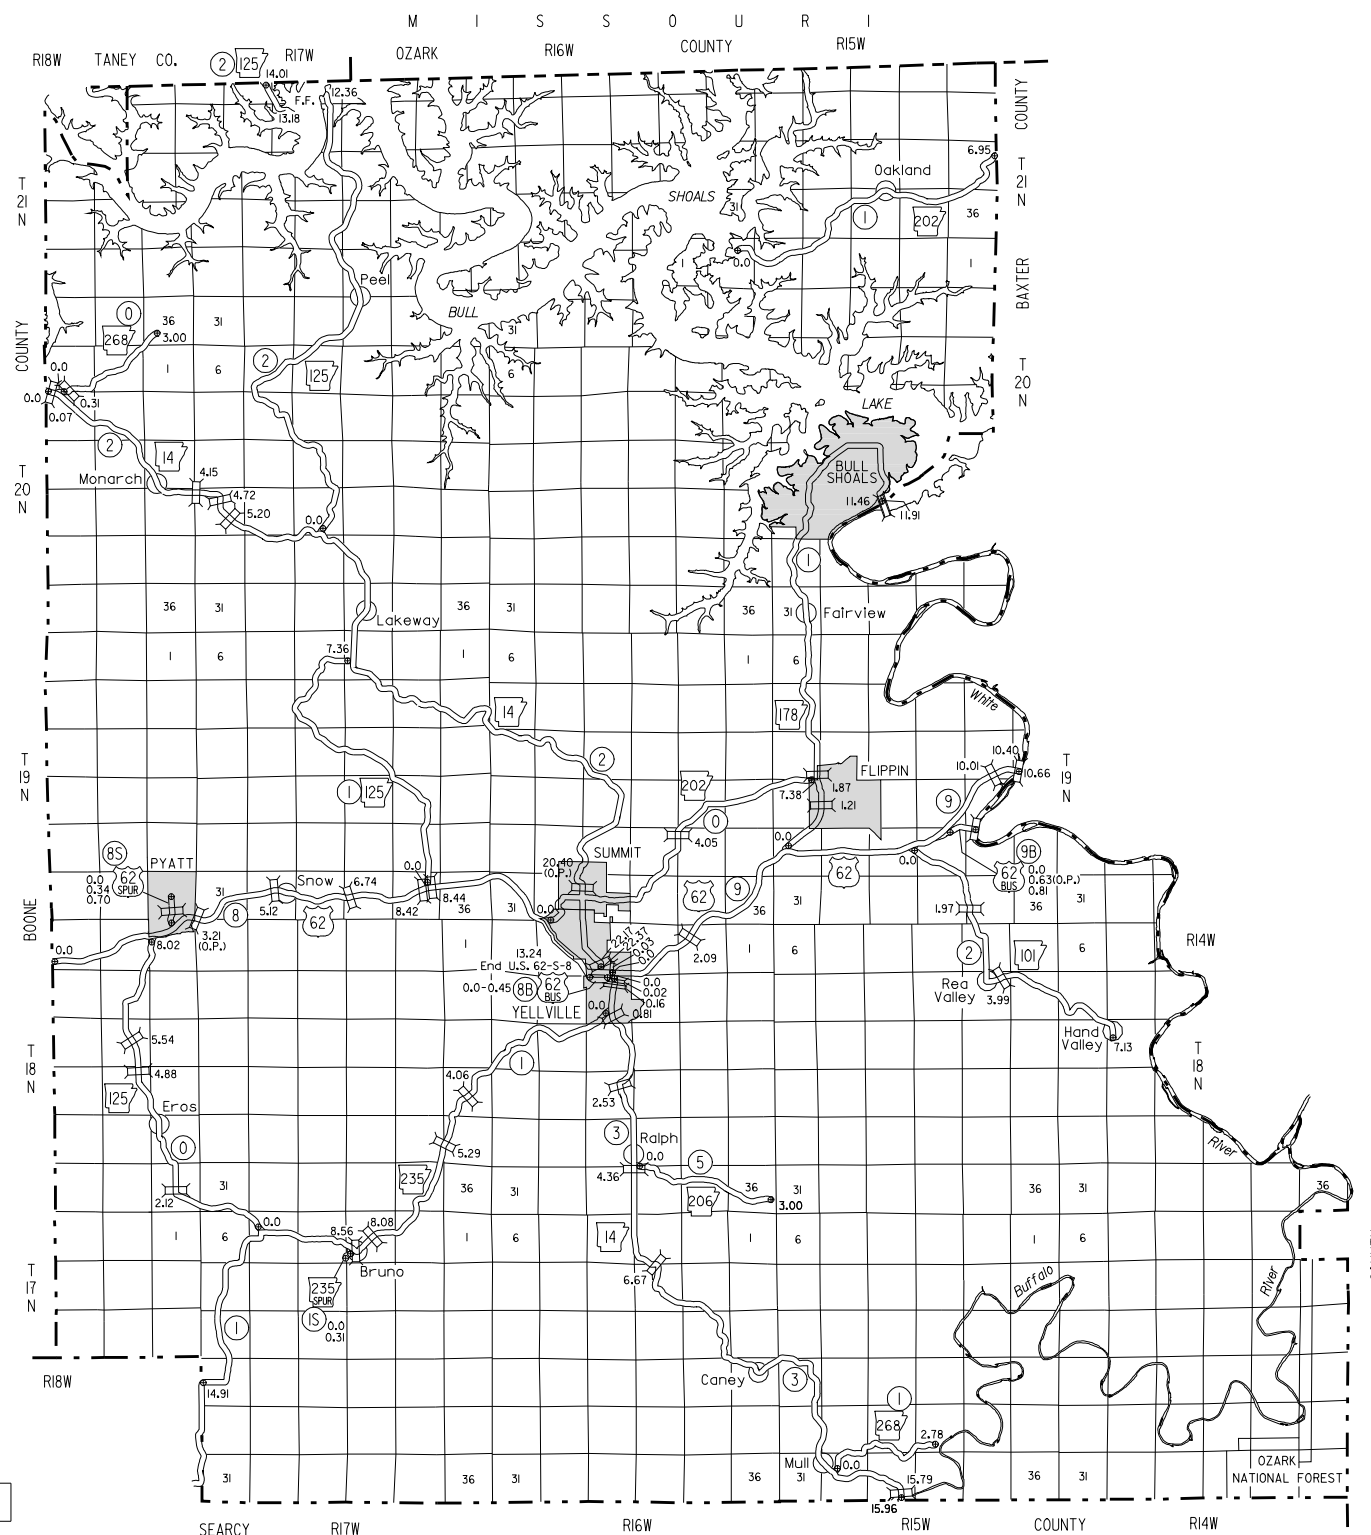 M I S S O U R I
R18W TANEY CO. 2 125 R17W OZARK R16W COUNTY R15W
14.01
F.F. 12.36
13.18
COUNTY
6.95
T 21 N
T 21 N
Oakland
SHOALS
31
1
202
36
0.0
1
1
BAXTER
Peel
BULL
31
6
0
268
36 31
3.00
1 6
2
125
COUNTY
0.0
0.0
0.31
0.07
T 20 N
LAKE
2
14
Monarch
4.15
4.72
5.20
0.0
T 20 N
BULL
SHOALS
11.46
11.91
1
36 31
36 31
36 31
Fairview
Lakeway
7.36
1 6
1 6
1 6
White
14
178
2
T 19 N
1
125
202
7.38
FLIPPIN
1.87
1.21
0
4.05
10.40
10.01
10.66
T 19 N
9
0.0
0.0
8S
PYATT
62
SPUR
0.0
0.34
0.70
SUMMIT
20.40
(O.P.)
Snow
6.74
0.0
31
8
5.12
62
8.42
8.44
36 31
0.0
62
9
36
62
31
9B
62
BUS
0.0
0.63(O.P.)
0.81
36 31
1.97
BOONE
0.0
8.02
3.21
(O.P.)
1
13.24
End U.S. 62-S-8
0.0-0.45
8B
62
BUS
22.17
22.37
0.03
0.0
2.09
1 6
2
101
R14W
0.0
0.02
0.16
0.81
0.0
YELLVILLE
Rea
Valley
3.99
Hand
Valley
7.13
5.54
4.88
T 18 N
125
Eros
1
4.06
2.53
T 18 N
0
3
Ralph
0.0
5
5.29
4.36
River
2.12
31
235
36 31
206
36 31
3.00
36 31
36
0.0
8.56
8.08
1 6
1 6
14
1 6
1 6
Bruno
235
SPUR
1S
0.0
0.31
6.67
Buffalo
River
T 17 N
1
R18W
14.91
Caney
3
1
268
2.78
Mull
0.0
15.79
15.96
31
36 31
36 31
36 31
OZARK
NATIONAL FOREST
SEARCY R17W R16W R15W COUNTY R14W